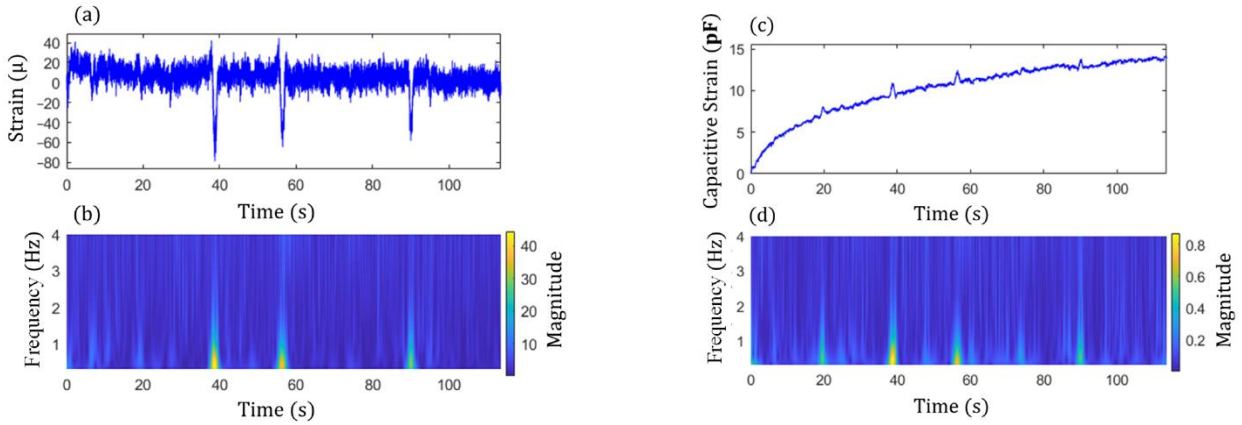 (a)
Strain (μ)
40
20
0
-20
-40
-60
-80
0 20 40 60 80 100
Time (s)
(b)
Frequency (Hz)
4
3
2
1
0 20 40 60 80 100
Time (s)
40
30
20
10
Magnitude
(c)
Capacitive Strain (pF)
15
10
5
0
0 20 40 60 80 100
Time (s)
(d)
Frequency (Hz)
4
3
2
1
0 20 40 60 80 100
Time (s)
0.8
0.6
0.4
0.2
Magnitude